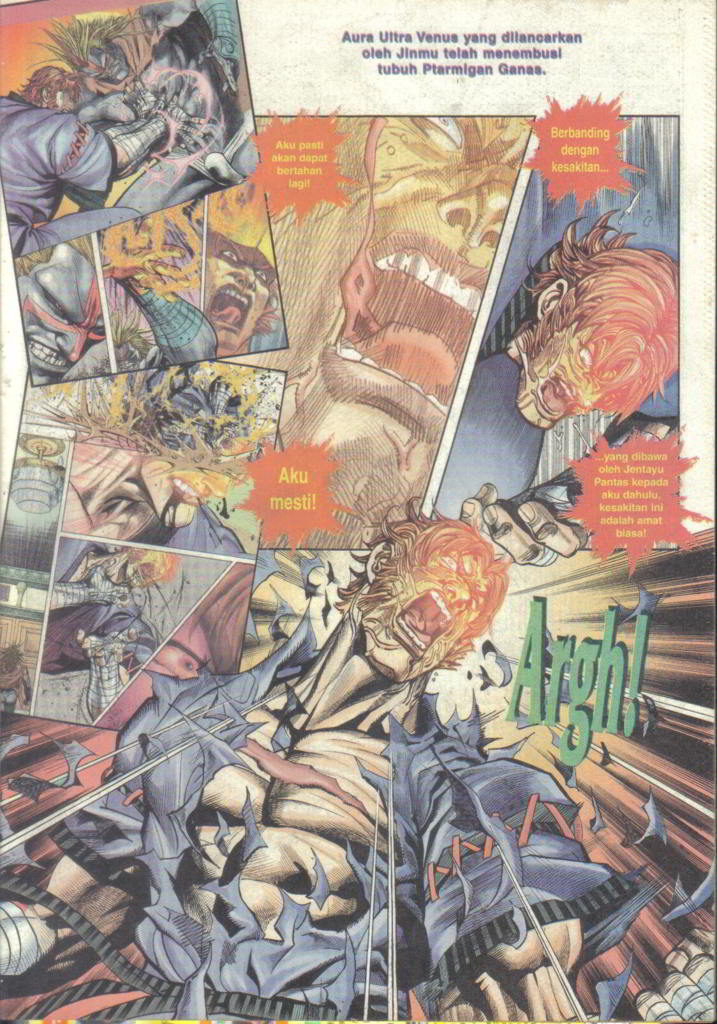 Aura Ultra Venus yang dilancarkan
oleh Jinmu telah menembusi
tubuh Ptarmigan Ganas.
Aku pasti
akan dapat
bertahan
lagi!
Berbanding
dengan
kesakitan...
...yang dibawa
oleh Jentayu
Pantas kepada
aku dahulu,
kesakitan ini
adalah amat
biasa!
Aku
mesti!
Argh!